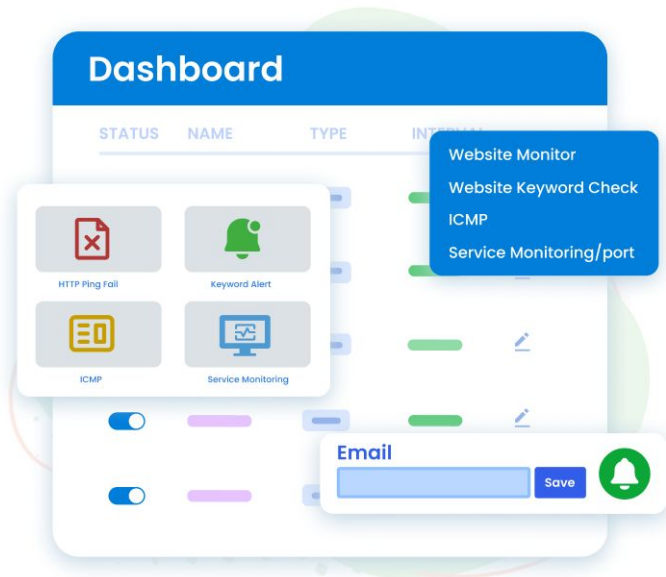 Dashboard
STATUS NAME TYPE INTERVAL
Website Monitor
Website Keyword Check
ICMP
Service Monitoring/port
HTTP Ping Fail
Keyword Alert
ICMP
Service Monitoring
Email
Save